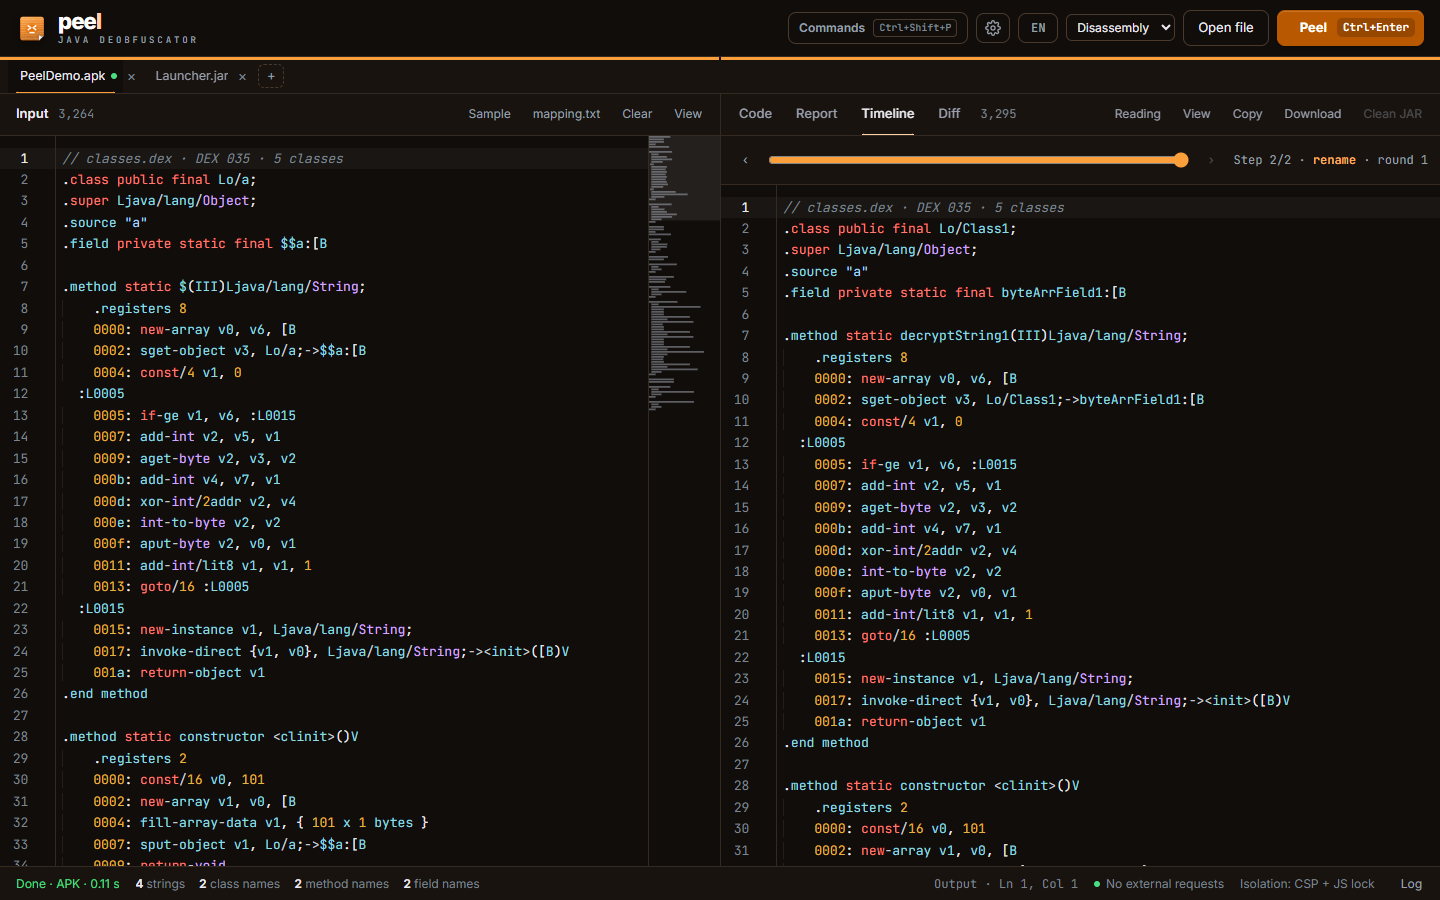 peel
JAVA DEOBFUSCATOR
Commands Ctrl+Shift+P
EN
Disassembly
Open file
Peel Ctrl+Enter
PeelDemo.apk ● ×
Launcher.jar ×
+
Input 3,264
Sample mapping.txt Clear View
1 // classes.dex · DEX 035 · 5 classes
2 .class public final Lo/a;
3 .super Ljava/lang/Object;
4 .source "a"
5 .field private static final $$a:[B
6
7 .method static $(III)Ljava/lang/String;
8 .registers 8
9 0000: new-array v0, v6, [B
10 0002: sget-object v3, Lo/a;->$$a:[B
11 0004: const/4 v1, 0
12 :L0005
13 0005: if-ge v1, v6, :L0015
14 0007: add-int v2, v5, v1
15 0009: aget-byte v2, v3, v2
16 000b: add-int v4, v7, v1
17 000d: xor-int/2addr v2, v4
18 000e: int-to-byte v2, v2
19 000f: aput-byte v2, v0, v1
20 0011: add-int/lit8 v1, v1, 1
21 0013: goto/16 :L0005
22 :L0015
23 0015: new-instance v1, Ljava/lang/String;
24 0017: invoke-direct {v1, v0}, Ljava/lang/String;-><init>([B)V
25 001a: return-object v1
26 .end method
27
28 .method static constructor <clinit>()V
29 .registers 2
30 0000: const/16 v0, 101
31 0002: new-array v1, v0, [B
32 0004: fill-array-data v1, { 101 x 1 bytes }
33 0007: sput-object v1, Lo/a;->$$a:[B
34 0009: return-void
Code Report Timeline Diff 3,295
Reading View Copy Download Clean JAR
‹ › Step 2/2 · rename · round 1
1 // classes.dex · DEX 035 · 5 classes
2 .class public final Lo/Class1;
3 .super Ljava/lang/Object;
4 .source "a"
5 .field private static final byteArrField1:[B
6
7 .method static decryptString1(III)Ljava/lang/String;
8 .registers 8
9 0000: new-array v0, v6, [B
10 0002: sget-object v3, Lo/Class1;->byteArrField1:[B
11 0004: const/4 v1, 0
12 :L0005
13 0005: if-ge v1, v6, :L0015
14 0007: add-int v2, v5, v1
15 0009: aget-byte v2, v3, v2
16 000b: add-int v4, v7, v1
17 000d: xor-int/2addr v2, v4
18 000e: int-to-byte v2, v2
19 000f: aput-byte v2, v0, v1
20 0011: add-int/lit8 v1, v1, 1
21 0013: goto/16 :L0005
22 :L0015
23 0015: new-instance v1, Ljava/lang/String;
24 0017: invoke-direct {v1, v0}, Ljava/lang/String;-><init>([B)V
25 001a: return-object v1
26 .end method
27
28 .method static constructor <clinit>()V
29 .registers 2
30 0000: const/16 v0, 101
31 0002: new-array v1, v0, [B
Done · APK · 0.11 s 4 strings 2 class names 2 method names 2 field names
Output · Ln 1, Col 1 ● No external requests Isolation: CSP + JS lock Log